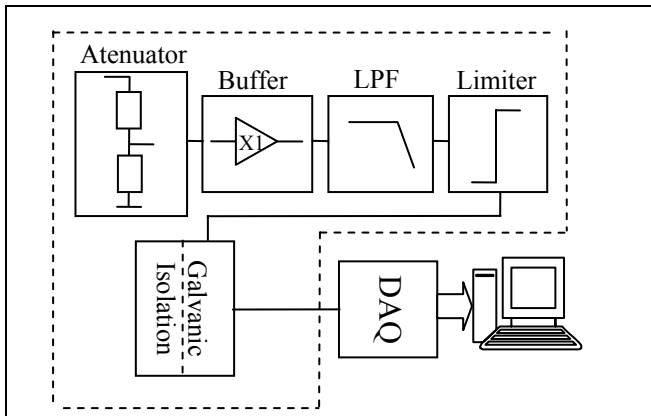 Atenuator
Buffer
LPF
Limiter
X1
Galvanic
Isolation
DAQ